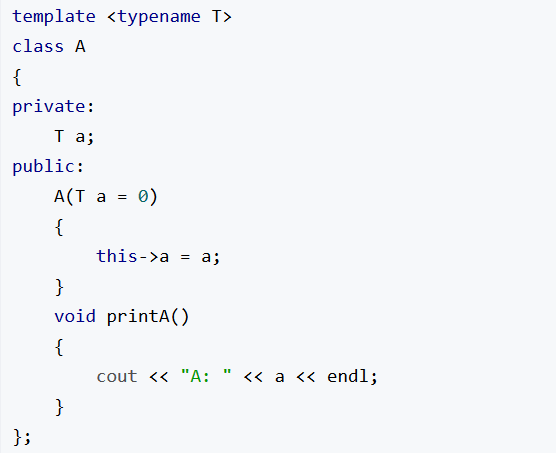 template <typename T>
class A
{
private:
    T a;
public:
    A(T a = 0)
    {
        this->a = a;
    }
    void printA()
    {
        cout << "A: " << a << endl;
    }
};